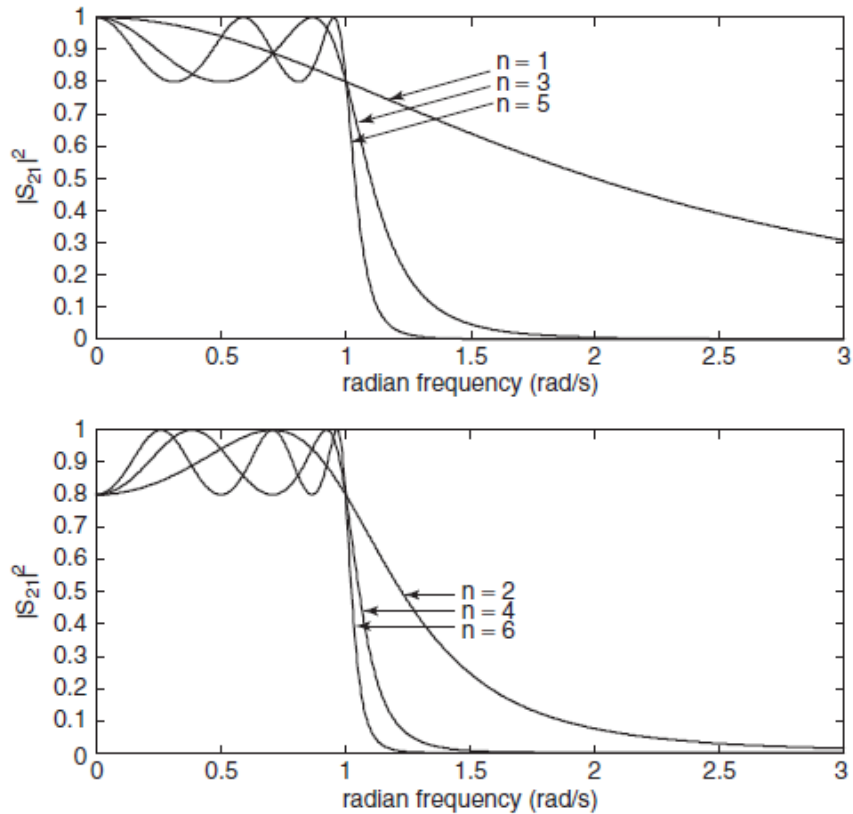 1
0.9
0.8
0.7
0.6
0.5
0.4
0.3
0.2
0.1
0
|S21|²
n = 1
n = 3
n = 5
0 0.5 1 1.5 2 2.5 3
radian frequency (rad/s)
1
0.9
0.8
0.7
0.6
0.5
0.4
0.3
0.2
0.1
0
|S21|²
n = 2
n = 4
n = 6
0 0.5 1 1.5 2 2.5 3
radian frequency (rad/s)